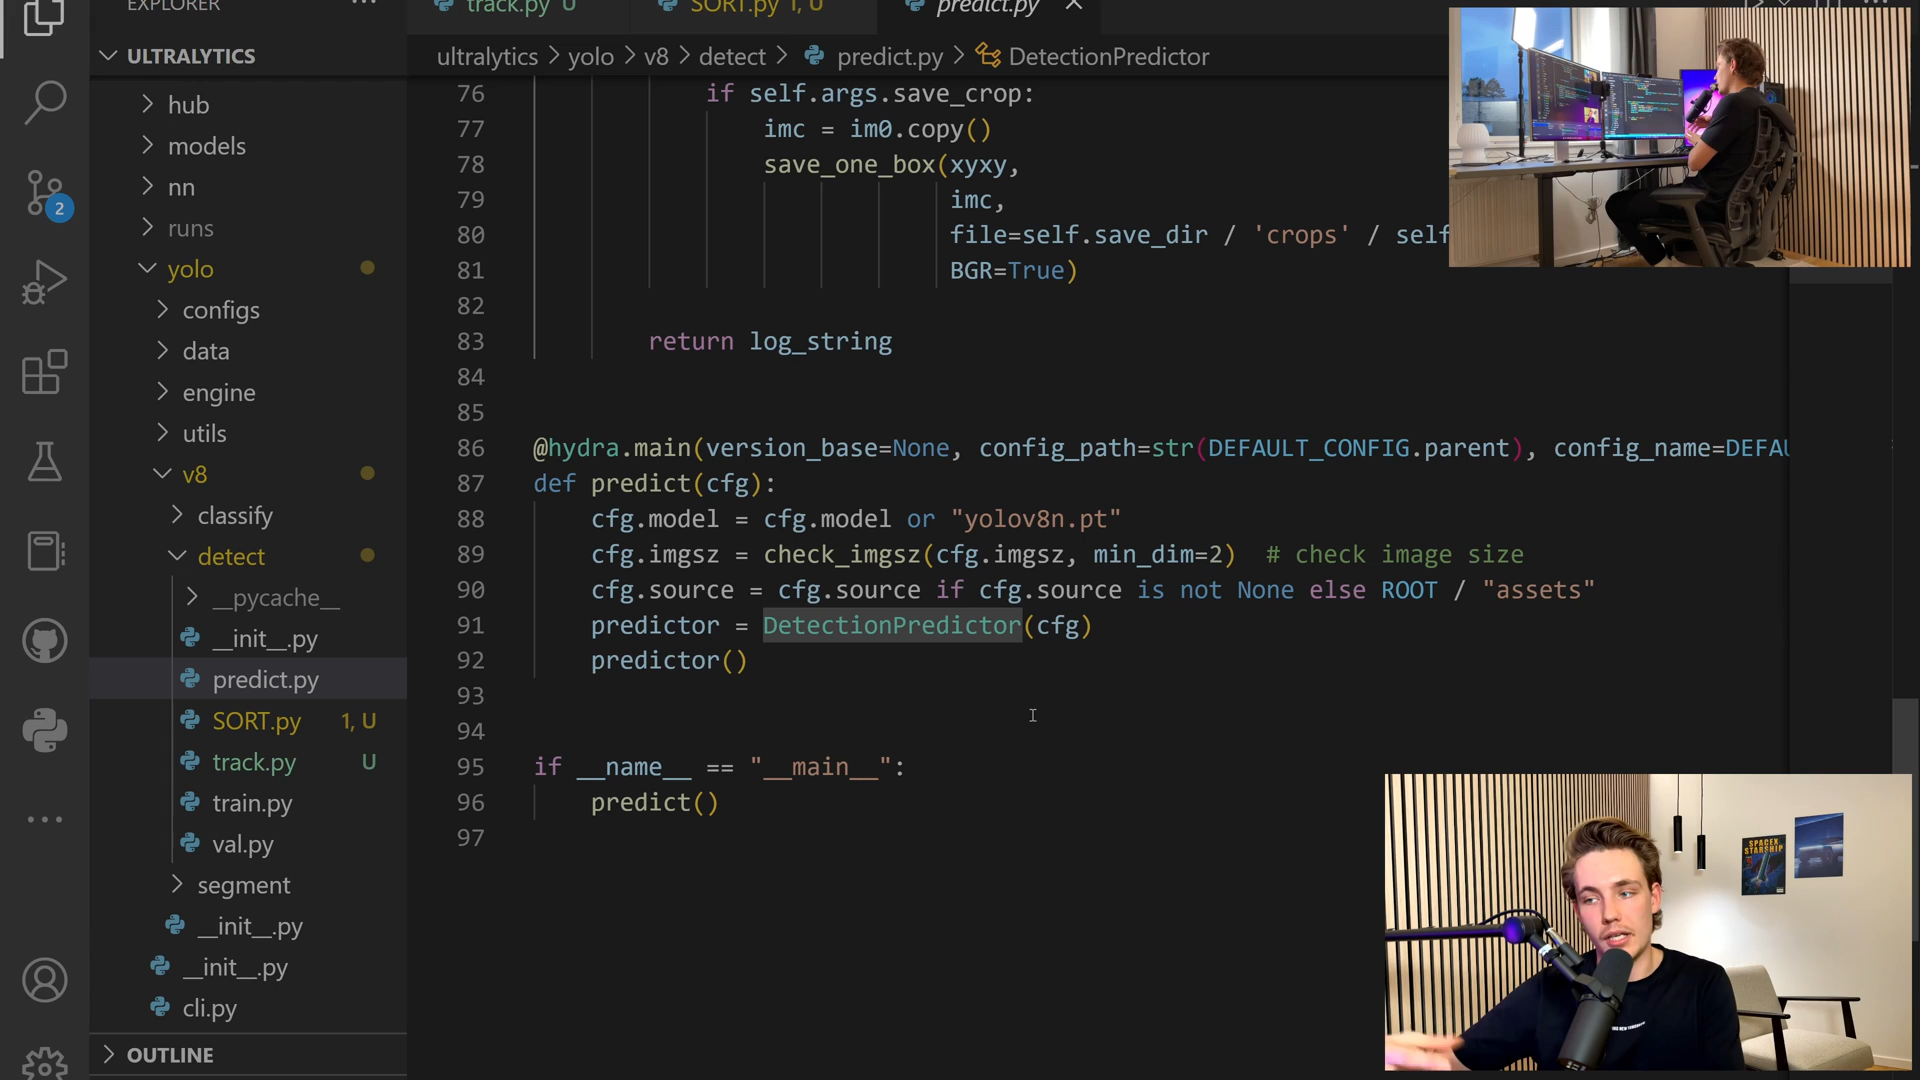 EXPLORER
track.py U
SORT.py 1, U
predict.py
ULTRALYTICS
ultralytics > yolo > v8 > detect > predict.py > DetectionPredictor
hub
models
nn
runs
yolo
configs
data
engine
utils
v8
classify
detect
__pycache__
__init__.py
predict.py
SORT.py 1, U
track.py U
train.py
val.py
segment
__init__.py
__init__.py
cli.py
OUTLINE
2
76 if self.args.save_crop:
77 imc = im0.copy()
78 save_one_box(xyxy,
79 imc,
80 file=self.save_dir / 'crops' / self
81 BGR=True)
82
83 return log_string
84
85
86 @hydra.main(version_base=None, config_path=str(DEFAULT_CONFIG.parent), config_name=DEFAU
87 def predict(cfg):
88 cfg.model = cfg.model or "yolov8n.pt"
89 cfg.imgsz = check_imgsz(cfg.imgsz, min_dim=2)  # check image size
90 cfg.source = cfg.source if cfg.source is not None else ROOT / "assets"
91 predictor = DetectionPredictor(cfg)
92 predictor()
93
94
95 if __name__ == "__main__":
96 predict()
97
SPACEX
STARSHIP